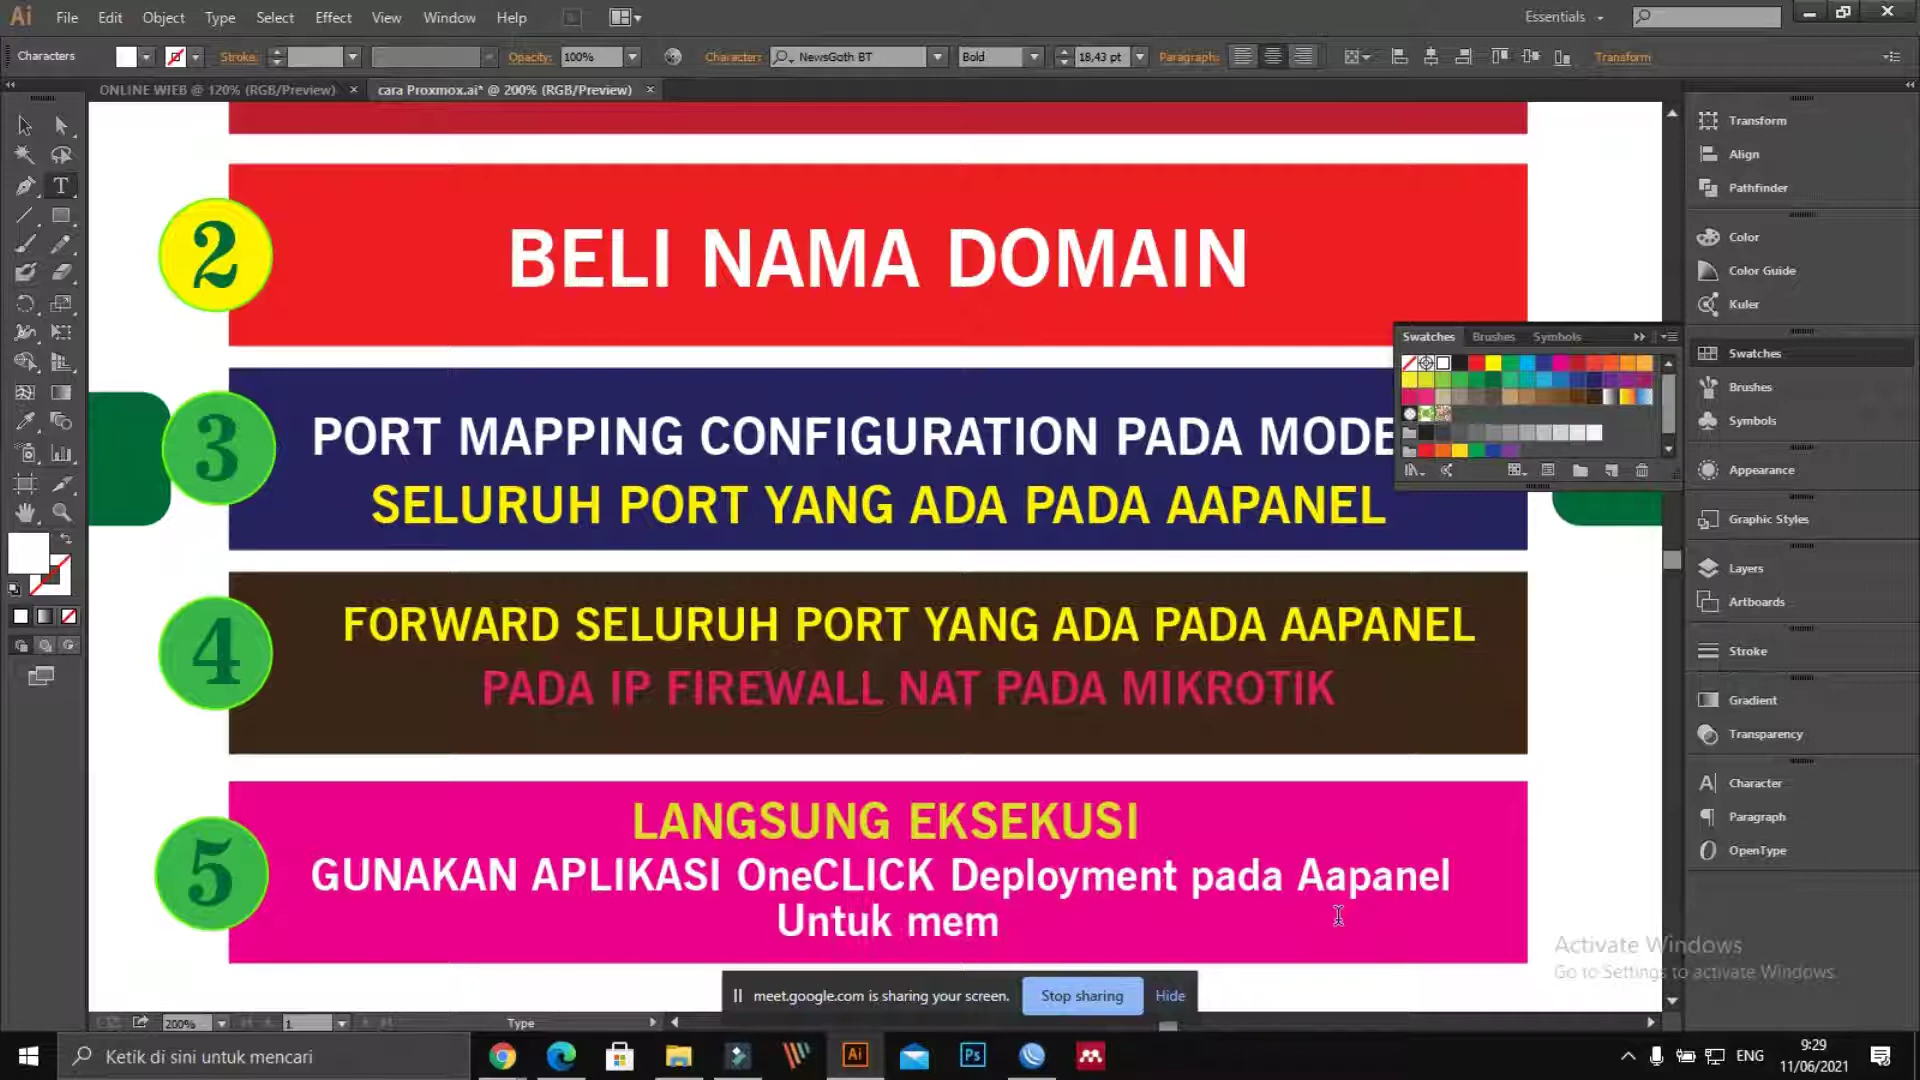 Ai File Edit Object Type Select Effect View Window Help Essentials
Characters Stroke: Opacity: 100% Character: NewsGoth BT Bold 18,43 pt Paragraph: Transform
ONLINE WIEB @ 120% (RGB/Preview) × cara Proxmox.ai* @ 200% (RGB/Preview) ×
2
BELI NAMA DOMAIN
3
PORT MAPPING CONFIGURATION PADA MODE
SELURUH PORT YANG ADA PADA AAPANEL
4
FORWARD SELURUH PORT YANG ADA PADA AAPANEL
PADA IP FIREWALL NAT PADA MIKROTIK
5
LANGSUNG EKSEKUSI
GUNAKAN APLIKASI OneCLICK Deployment pada Aapanel
Untuk mem
Swatches Brushes Symbols
Transform
Align
Pathfinder
Color
Color Guide
Kuler
Swatches
Brushes
Symbols
Appearance
Graphic Styles
Layers
Artboards
Stroke
Gradient
Transparency
Character
Paragraph
OpenType
Activate Windows
Go to Settings to activate Windows.
meet.google.com is sharing your screen. Stop sharing Hide
200% 1 Type
Ketik di sini untuk mencari
Ai Ps
ENG
9:29
11/06/2021